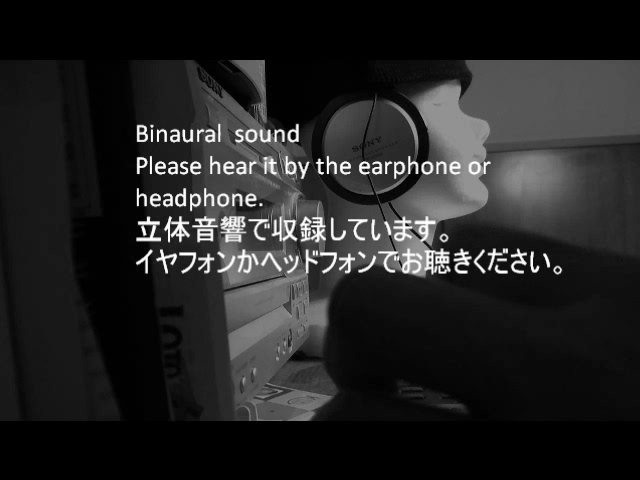 SONY
SONY
Binaural  sound
Please hear it by the earphone or
headphone.
立体音響で収録しています。
イヤフォンかヘッドフォンでお聴きください。